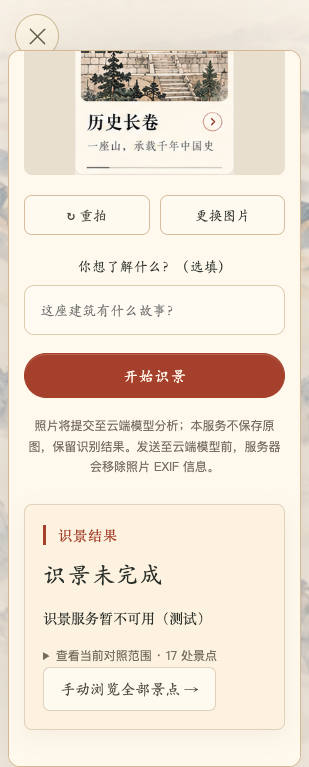 历史长卷
一座山，承载千年中国史
↻ 重拍
更换图片
你想了解什么？（选填）
这座建筑有什么故事？
开始识景
照片将提交至云端模型分析；本服务不保存原
图，保留识别结果。发送至云端模型前，服务器
会移除照片 EXIF 信息。
识景结果
识景未完成
识景服务暂不可用（测试）
▶ 查看当前对照范围 · 17 处景点
手动浏览全部景点 →